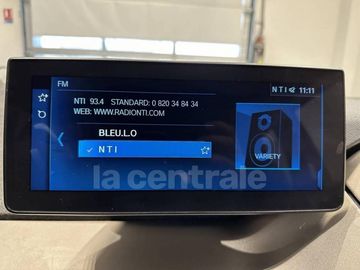 FM
NTI 11:11
NTI 93.4 STANDARD: 0 820 34 84 34
WEB: WWW.RADIONTI.COM
BLEU.LO
NTI
VARIETY
la centrale